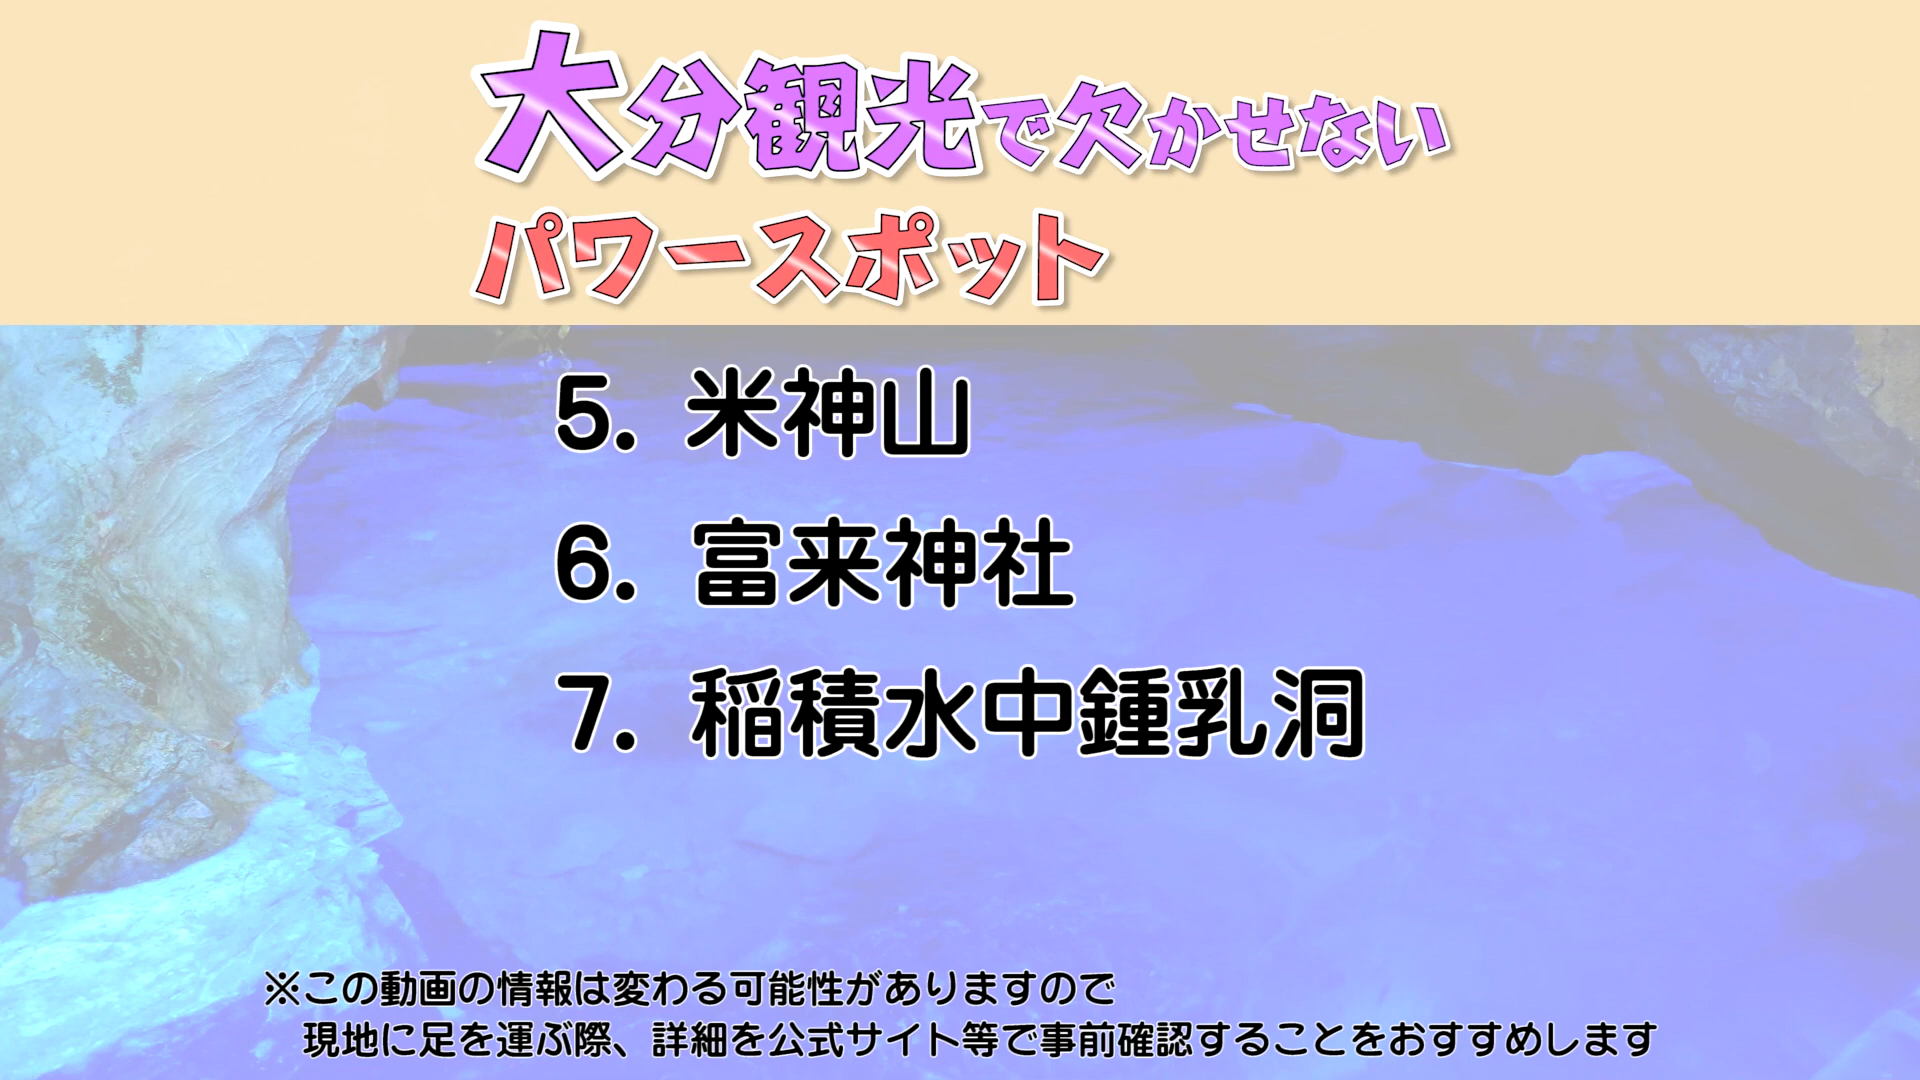 大分観光で欠かせない
パワースポット
5. 米神山
6. 富来神社
7. 稲積水中鍾乳洞
※この動画の情報は変わる可能性がありますので
現地に足を運ぶ際、詳細を公式サイト等で事前確認することをおすすめします